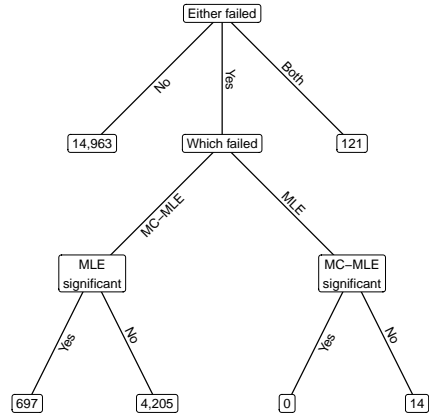 Either failed
No
Yes
Both
14,963
Which failed
121
MC−MLE
MLE
MLE
significant
MC−MLE
significant
Yes
No
Yes
No
697
4,205
0
14